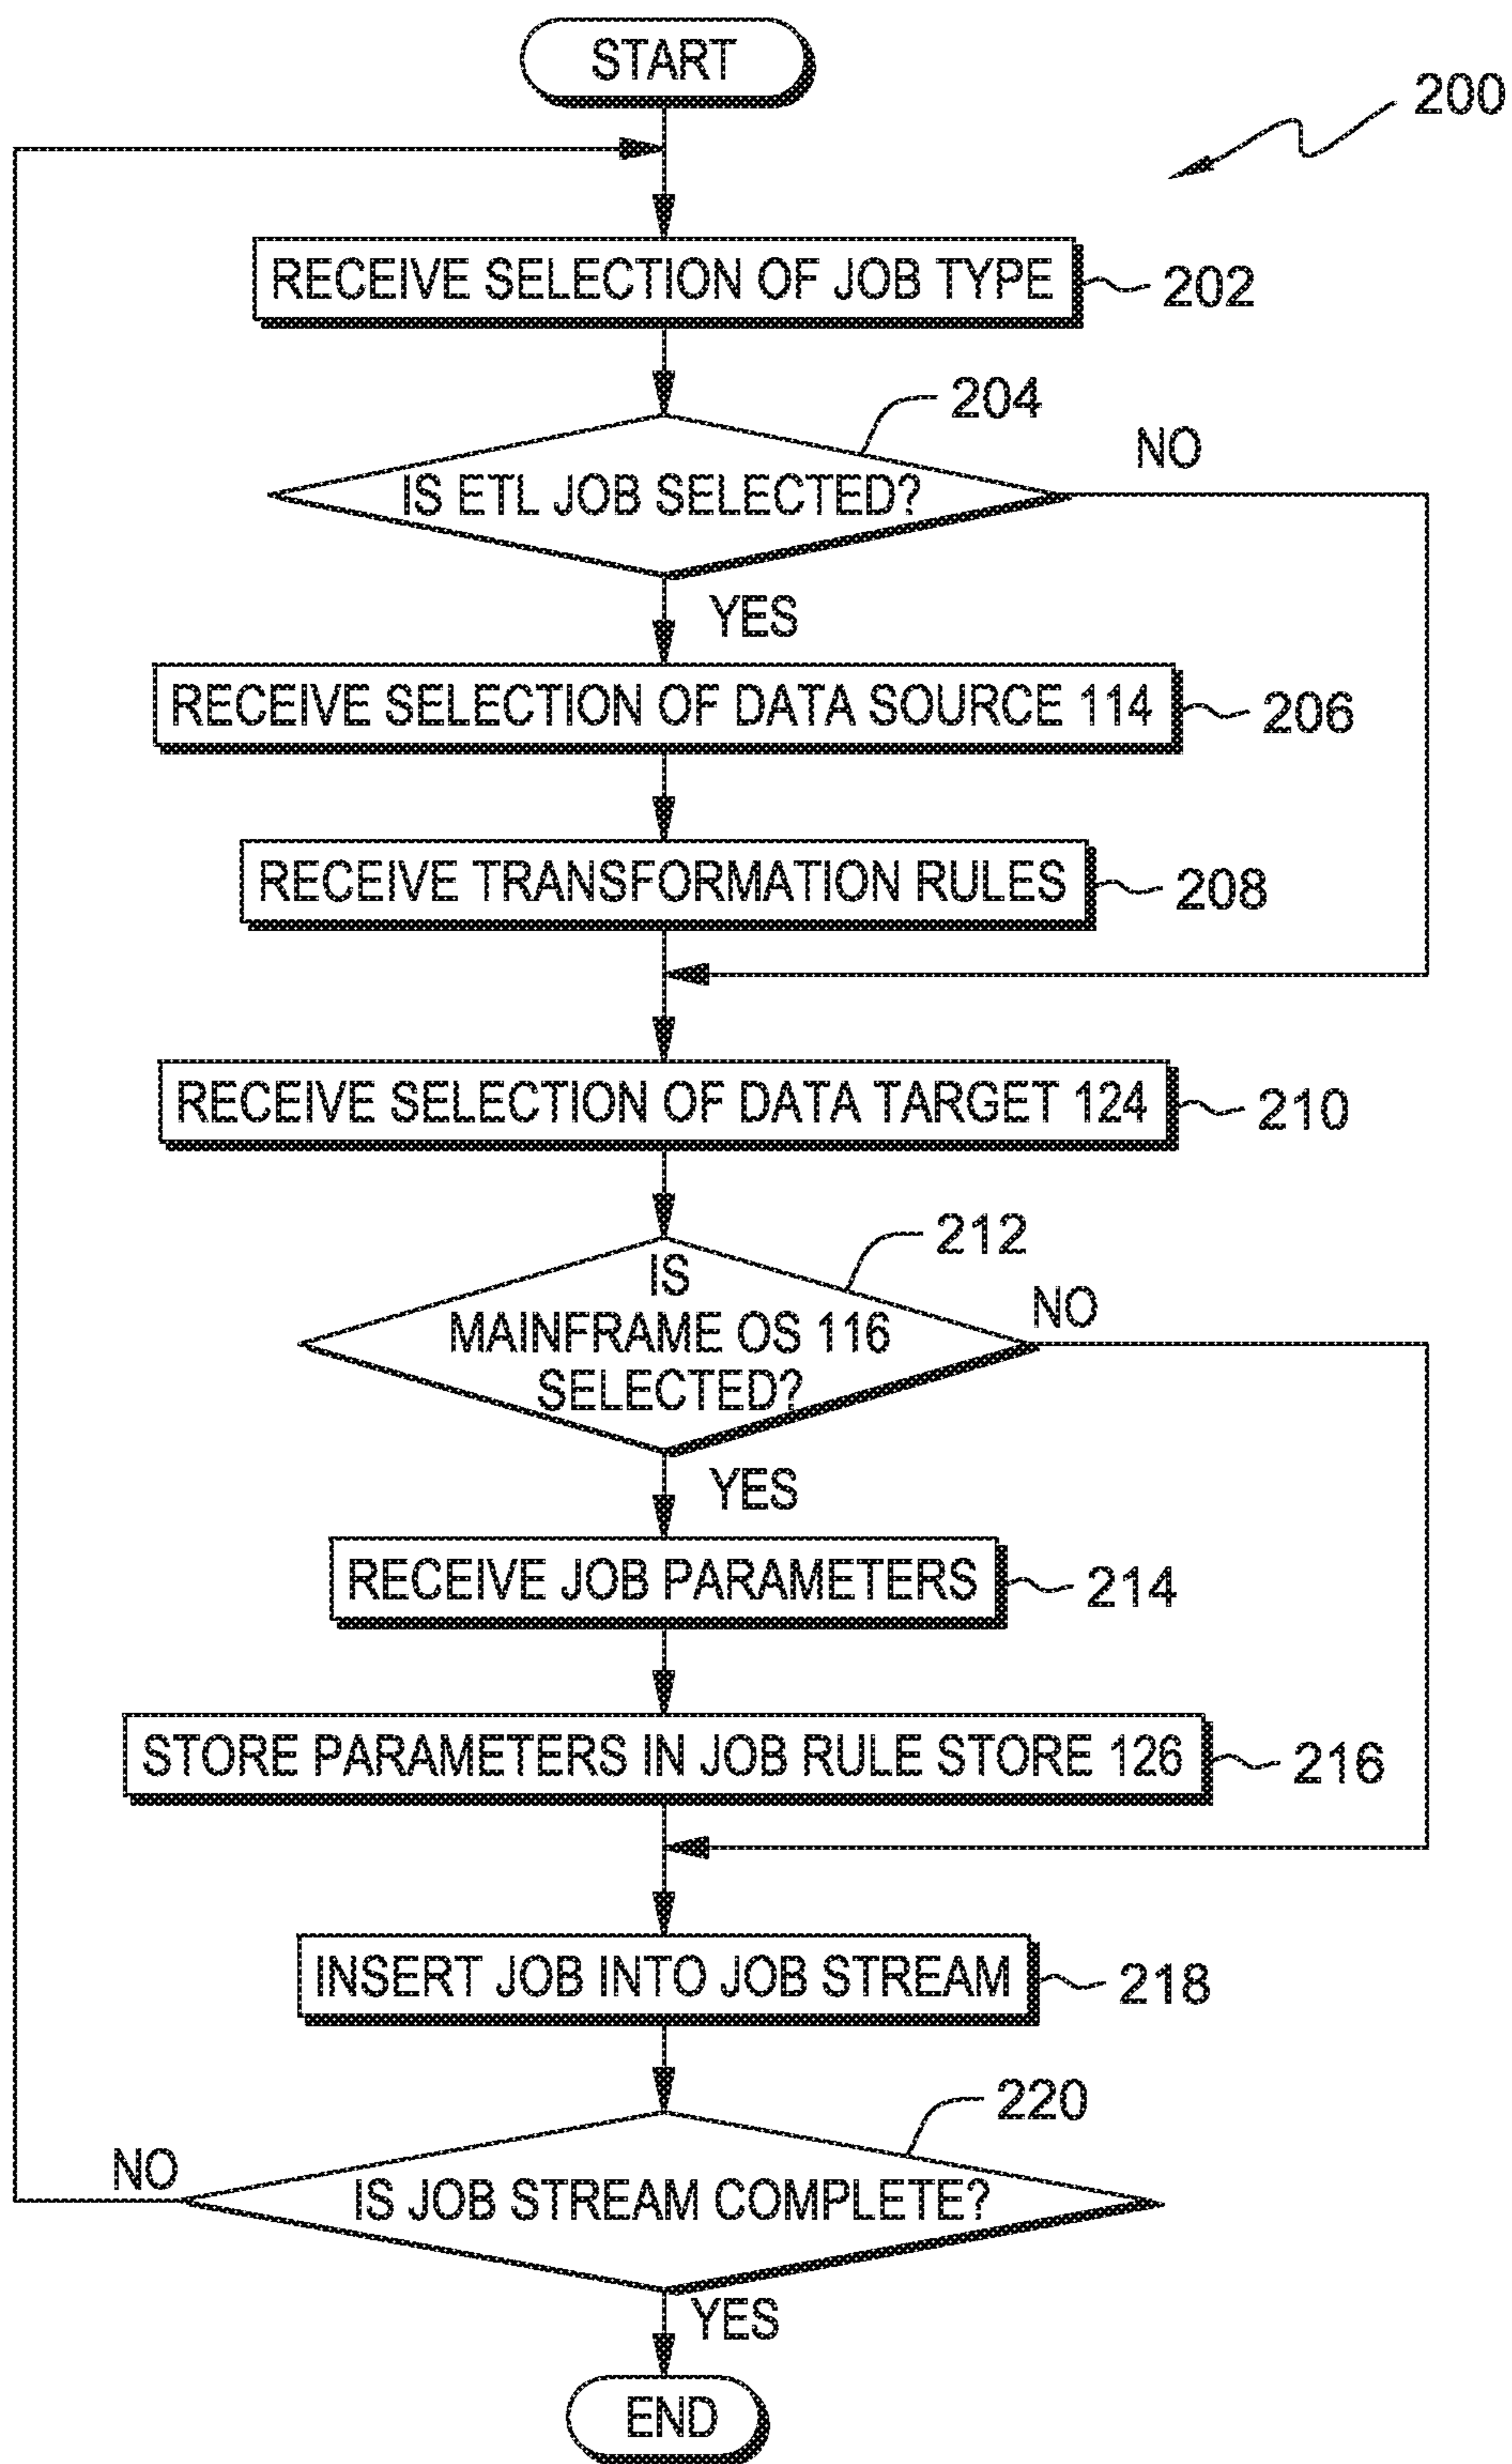 START
200
RECEIVE SELECTION OF JOB TYPE
202
204
IS ETL JOB SELECTED?
NO
YES
RECEIVE SELECTION OF DATA SOURCE 114
206
RECEIVE TRANSFORMATION RULES
208
RECEIVE SELECTION OF DATA TARGET 124
210
212
IS
MAINFRAME OS 116
SELECTED?
NO
YES
RECEIVE JOB PARAMETERS
214
STORE PARAMETERS IN JOB RULE STORE 126
216
INSERT JOB INTO JOB STREAM
218
220
NO
IS JOB STREAM COMPLETE?
YES
END